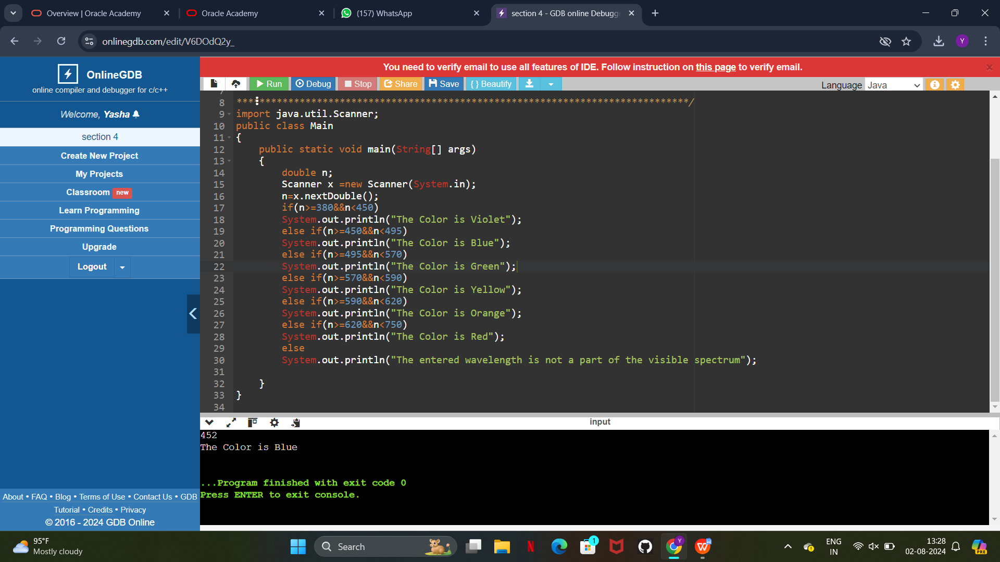 Overview | Oracle Academy
Oracle Academy
(157) WhatsApp
section 4 - GDB online Debugge
onlinegdb.com/edit/V6DOdQ2y_
Y
OnlineGDB
online compiler and debugger for c/c++
Welcome, Yasha
section 4
Create New Project
My Projects
Classroom new
Learn Programming
Programming Questions
Upgrade
Logout
About • FAQ • Blog • Terms of Use • Contact Us • GDB
Tutorial • Credits • Privacy
© 2016 - 2024 GDB Online
You need to verify email to use all features of IDE. Follow instruction on this page to verify email.
Run Debug Stop Share Save { } Beautify
Language Java
7
8 ********************************************************************************/
9 import java.util.Scanner;
10 public class Main
11 {
12 public static void main(String[] args)
13 {
14 double n;
15 Scanner x =new Scanner(System.in);
16 n=x.nextDouble();
17 if(n>=380&&n<450)
18 System.out.println("The Color is Violet");
19 else if(n>=450&&n<495)
20 System.out.println("The Color is Blue");
21 else if(n>=495&&n<570)
22 System.out.println("The Color is Green");
23 else if(n>=570&&n<590)
24 System.out.println("The Color is Yellow");
25 else if(n>=590&&n<620)
26 System.out.println("The Color is Orange");
27 else if(n>=620&&n<750)
28 System.out.println("The Color is Red");
29 else
30 System.out.println("The entered wavelength is not a part of the visible spectrum");
31
32 }
33 }
34
input
452
The Color is Blue
...Program finished with exit code 0
Press ENTER to exit console.
95°F
Mostly cloudy
Search
1
Y
W
ENG
IN
13:28
02-08-2024
PRE